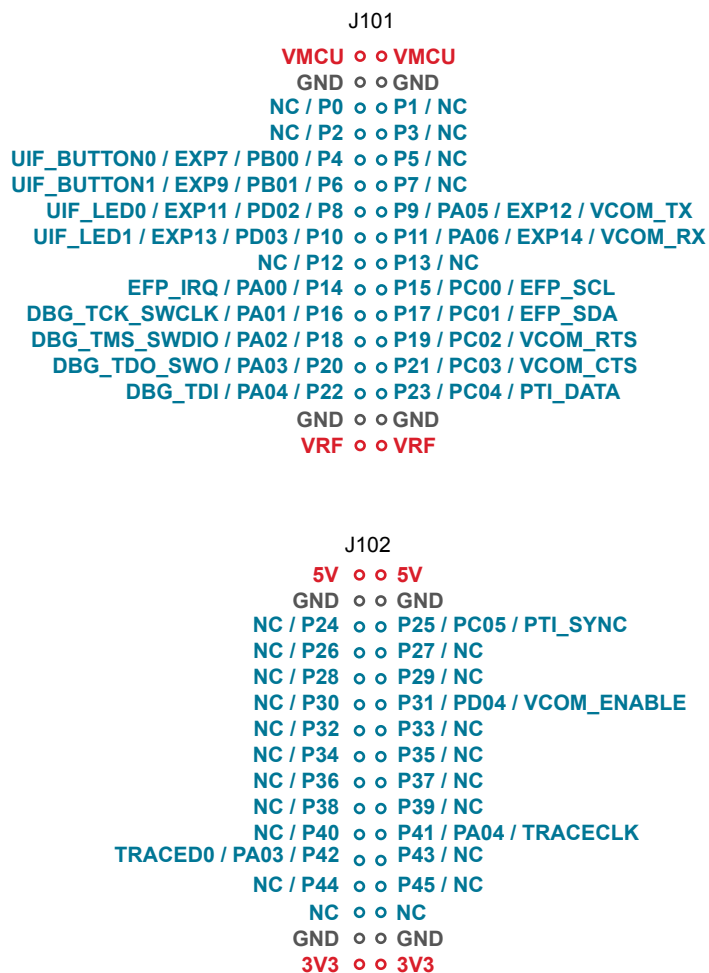 J101
VMCU VMCU
GND GND
NC / P0 P1 / NC
NC / P2 P3 / NC
UIF_BUTTON0 / EXP7 / PB00 / P4 P5 / NC
UIF_BUTTON1 / EXP9 / PB01 / P6 P7 / NC
UIF_LED0 / EXP11 / PD02 / P8 P9 / PA05 / EXP12 / VCOM_TX
UIF_LED1 / EXP13 / PD03 / P10 P11 / PA06 / EXP14 / VCOM_RX
NC / P12 P13 / NC
EFP_IRQ / PA00 / P14 P15 / PC00 / EFP_SCL
DBG_TCK_SWCLK / PA01 / P16 P17 / PC01 / EFP_SDA
DBG_TMS_SWDIO / PA02 / P18 P19 / PC02 / VCOM_RTS
DBG_TDO_SWO / PA03 / P20 P21 / PC03 / VCOM_CTS
DBG_TDI / PA04 / P22 P23 / PC04 / PTI_DATA
GND GND
VRF VRF
J102
5V 5V
GND GND
NC / P24 P25 / PC05 / PTI_SYNC
NC / P26 P27 / NC
NC / P28 P29 / NC
NC / P30 P31 / PD04 / VCOM_ENABLE
NC / P32 P33 / NC
NC / P34 P35 / NC
NC / P36 P37 / NC
NC / P38 P39 / NC
NC / P40 P41 / PA04 / TRACECLK
TRACED0 / PA03 / P42 P43 / NC
NC / P44 P45 / NC
NC NC
GND GND
3V3 3V3